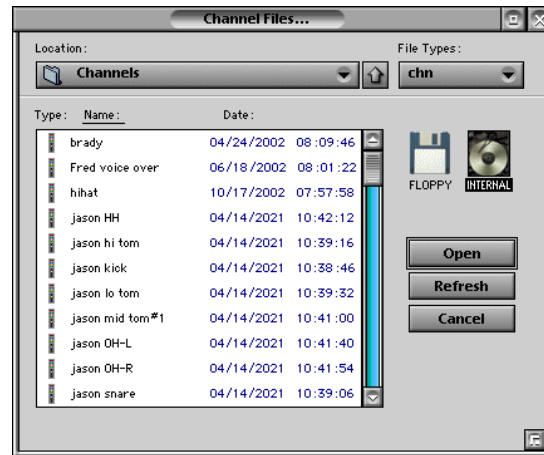 Channel Files...
Location:
File Types:
Channels
chn
Type: Name: Date:
brady 04/24/2002 08:09:46
Fred voice over 06/18/2002 08:01:22
hihat 10/17/2002 07:57:58
jason HH 04/14/2021 10:42:12
jason hi tom 04/14/2021 10:39:16
jason kick 04/14/2021 10:38:46
jason lo tom 04/14/2021 10:39:32
jason mid tom#1 04/14/2021 10:41:00
jason OH-L 04/14/2021 10:41:40
jason OH-R 04/14/2021 10:41:54
jason snare 04/14/2021 10:39:06
FLOPPY INTERNAL
Open
Refresh
Cancel